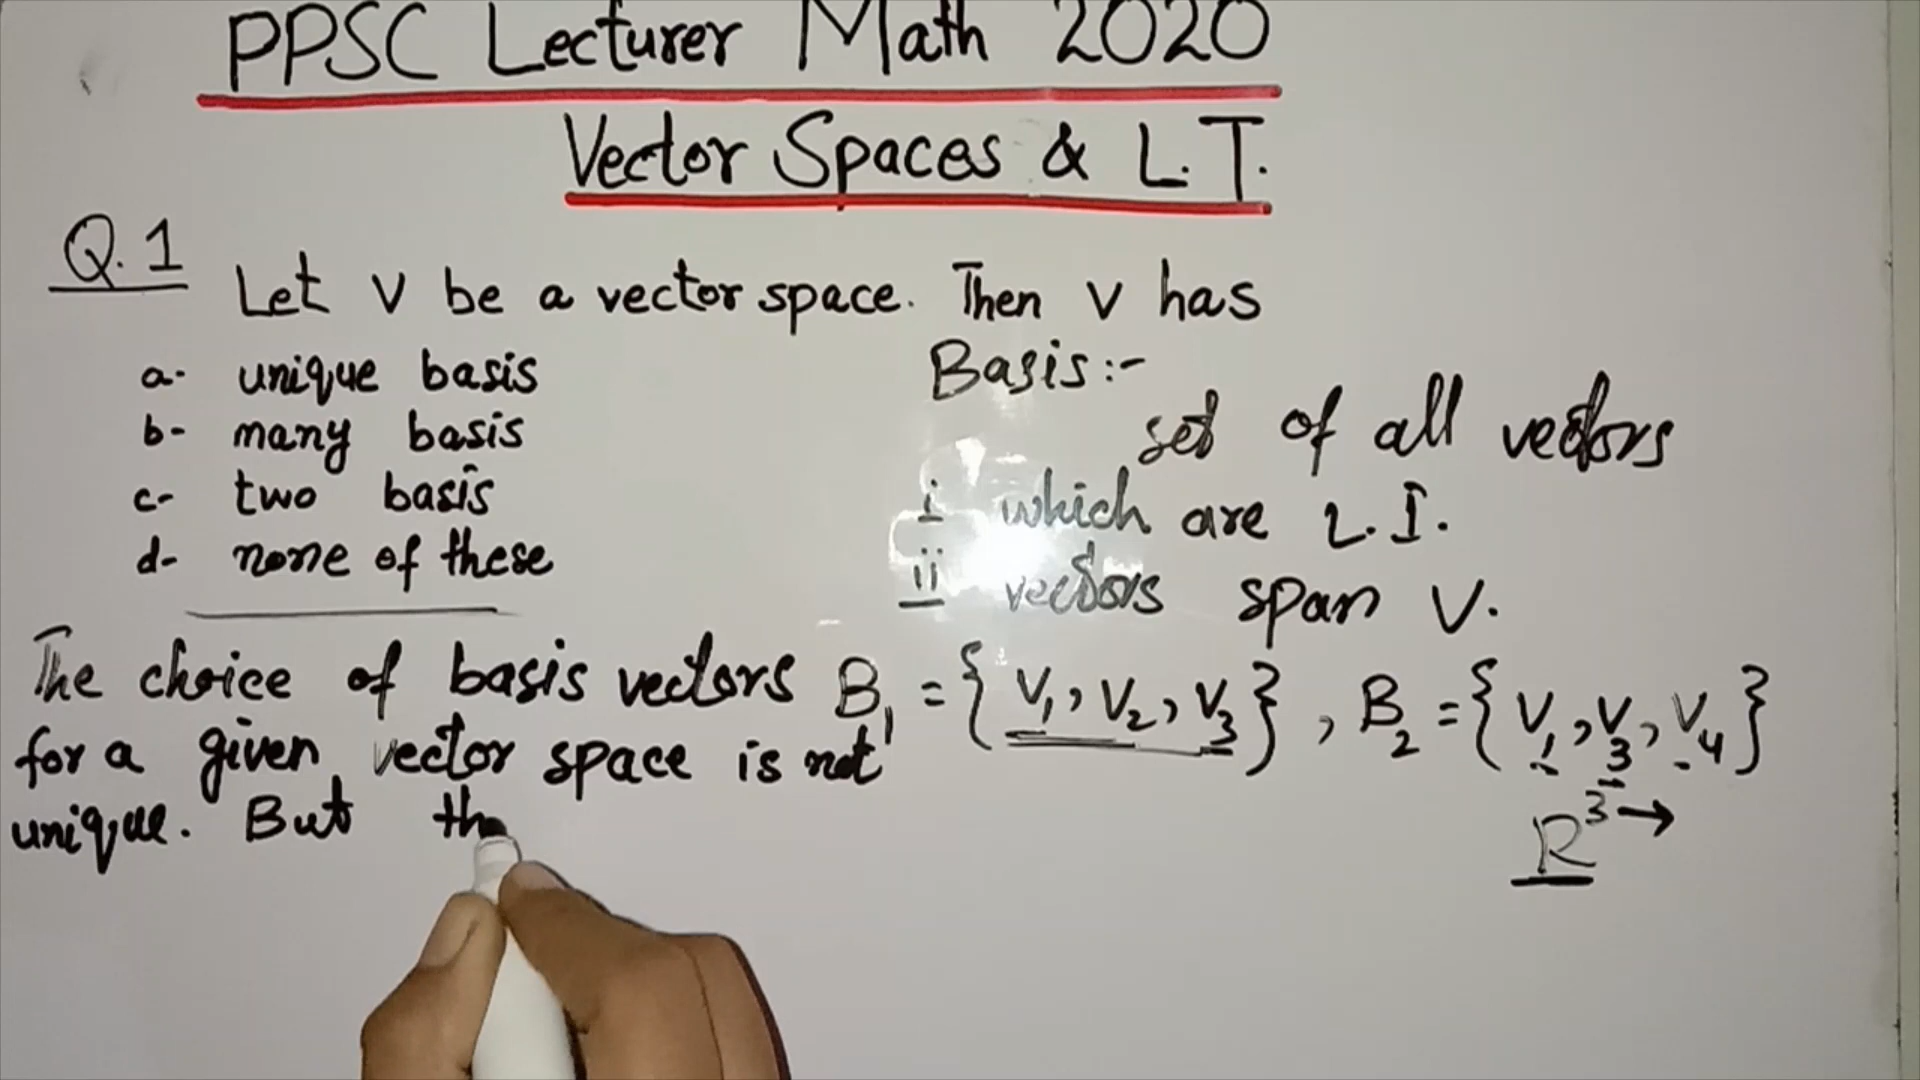 PPSC Lecturer Math 2020
Vector Spaces & L.T.
Q.1
Let V be a vector space. Then V has
a- unique basis
b- many basis
c- two basis
d- none of these
Basis:-
set of all vectors
i which are L.I.
ii vectors span V.
The choice of basis vectors
for a given vector space is not
unique. But the
B₁ = {V₁, V₂, V₃}, B₂ = {V₁, V₃, V₄}
R³→